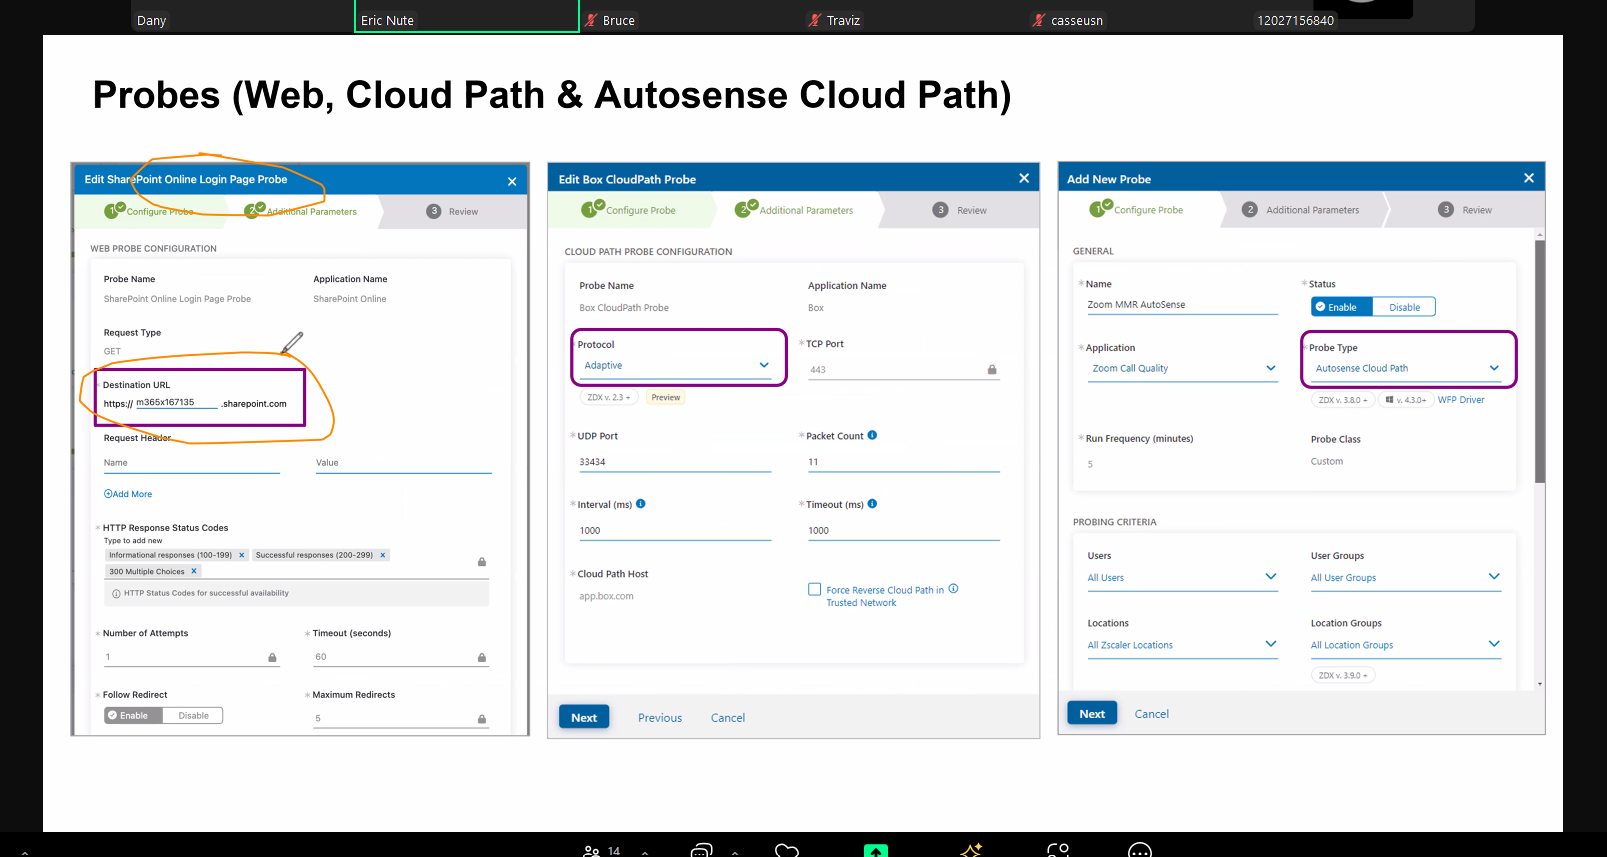 Dany
Eric Nute
Bruce
Traviz
casseusn
12027156840
Probes (Web, Cloud Path & Autosense Cloud Path)
Edit SharePoint Online Login Page Probe
1 Configure Probe
2 Additional Parameters
3 Review
WEB PROBE CONFIGURATION
Probe Name
Application Name
SharePoint Online Login Page Probe
SharePoint Online
Request Type
GET
Destination URL
https:// m365x167135 .sharepoint.com
Request Header
Name
Value
Add More
* HTTP Response Status Codes
Type to add new
Informational responses (100-199) ×
Successful responses (200-299) ×
300 Multiple Choices ×
HTTP Status Codes for successful availability
* Number of Attempts
* Timeout (seconds)
1
60
* Follow Redirect
* Maximum Redirects
Enable
Disable
5
Edit Box CloudPath Probe
1 Configure Probe
2 Additional Parameters
3 Review
CLOUD PATH PROBE CONFIGURATION
Probe Name
Application Name
Box CloudPath Probe
Box
Protocol
* TCP Port
Adaptive
443
ZDX v. 2.3 +
Preview
* UDP Port
* Packet Count
33434
11
* Interval (ms)
* Timeout (ms)
1000
1000
* Cloud Path Host
app.box.com
Force Reverse Cloud Path in
Trusted Network
Next
Previous
Cancel
Add New Probe
1 Configure Probe
2 Additional Parameters
3 Review
GENERAL
* Name
* Status
Zoom MMR AutoSense
Enable
Disable
* Application
* Probe Type
Zoom Call Quality
Autosense Cloud Path
ZDX v. 3.8.0 +
v. 4.3.0+
WFP Driver
* Run Frequency (minutes)
Probe Class
5
Custom
PROBING CRITERIA
Users
User Groups
All Users
All User Groups
Locations
Location Groups
All Zscaler Locations
All Location Groups
ZDX v. 3.9.0 +
Next
Cancel
14